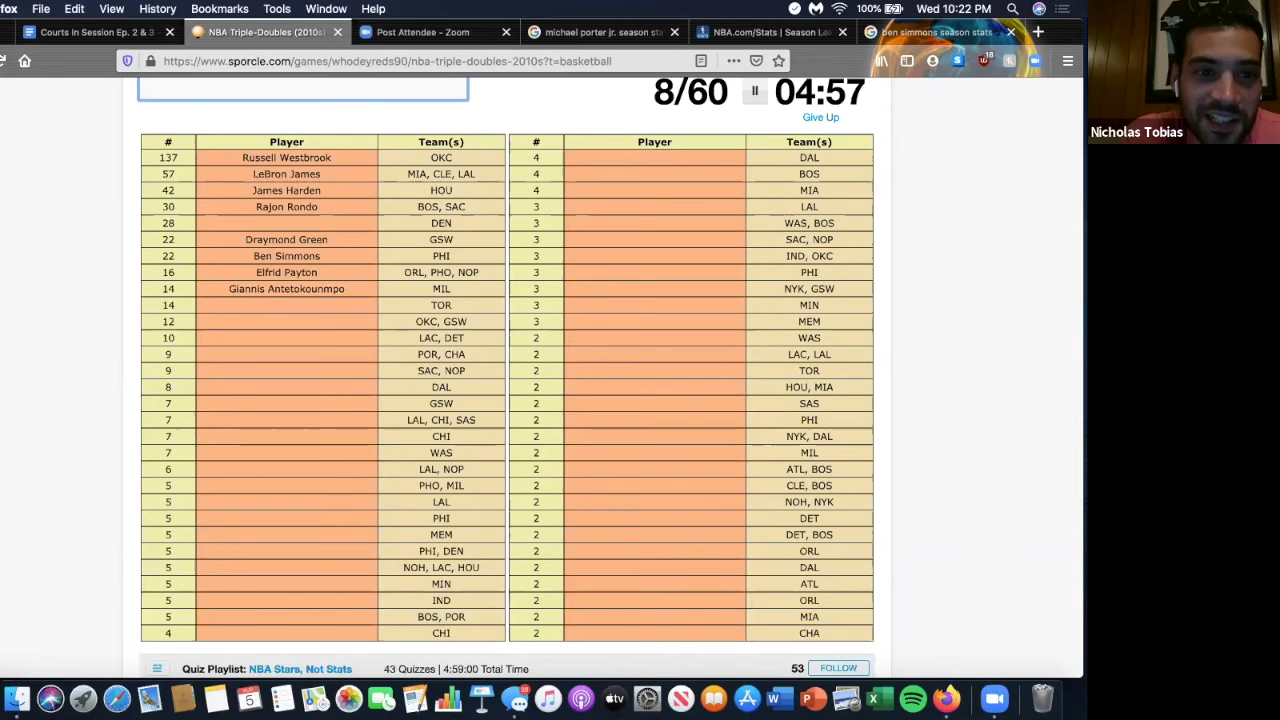 fox File Edit View History Bookmarks Tools Window Help 100% Wed 10:22 PM
Courts In Session Ep. 2 & 3 NBA Triple-Doubles (2010s) Post Attendee - Zoom michael porter jr. season sta NBA.com/Stats | Season Lea ben simmons season stats
https://www.sporcle.com/games/whodeyreds90/nba-triple-doubles-2010s?t=basketball
18
8/60 04:57
Give Up
Nicholas Tobias
# Player Team(s) # Player Team(s)
137 Russell Westbrook OKC 4 DAL
57 LeBron James MIA, CLE, LAL 4 BOS
42 James Harden HOU 4 MIA
30 Rajon Rondo BOS, SAC 3 LAL
28 DEN 3 WAS, BOS
22 Draymond Green GSW 3 SAC, NOP
22 Ben Simmons PHI 3 IND, OKC
16 Elfrid Payton ORL, PHO, NOP 3 PHI
14 Giannis Antetokounmpo MIL 3 NYK, GSW
14 TOR 3 MIN
12 OKC, GSW 3 MEM
10 LAC, DET 2 WAS
9 POR, CHA 2 LAC, LAL
9 SAC, NOP 2 TOR
8 DAL 2 HOU, MIA
7 GSW 2 SAS
7 LAL, CHI, SAS 2 PHI
7 CHI 2 NYK, DAL
7 WAS 2 MIL
6 LAL, NOP 2 ATL, BOS
5 PHO, MIL 2 CLE, BOS
5 LAL 2 NOH, NYK
5 PHI 2 DET
5 MEM 2 DET, BOS
5 PHI, DEN 2 ORL
5 NOH, LAC, HOU 2 DAL
5 MIN 2 ATL
5 IND 2 ORL
5 BOS, POR 2 MIA
4 CHI 2 CHA
Quiz Playlist: NBA Stars, Not Stats 43 Quizzes | 4:59:00 Total Time 53 FOLLOW